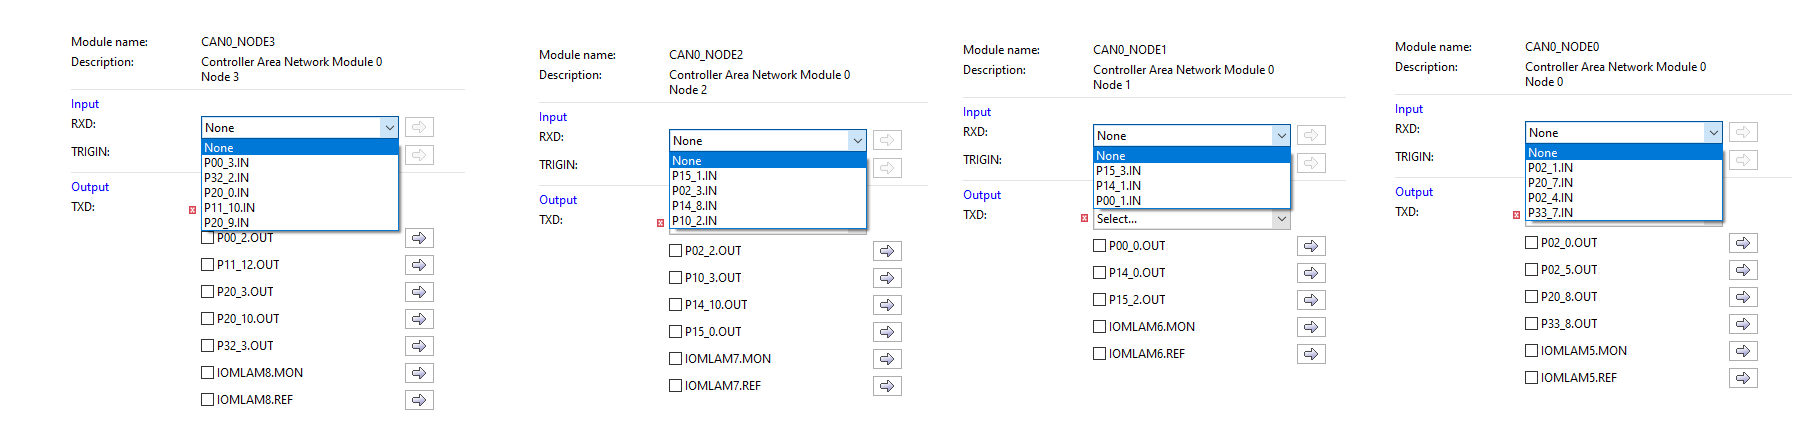 Module name: CAN0_NODE3
Description: Controller Area Network Module 0
Node 3
Input
RXD: None
None
TRIGIN:
P00_3.IN
P32_2.IN
P20_0.IN
P11_10.IN
P20_9.IN
Output
TXD:
P00_2.OUT
P11_12.OUT
P20_3.OUT
P20_10.OUT
P32_3.OUT
IOMLAM8.MON
IOMLAM8.REF
Module name: CAN0_NODE2
Description: Controller Area Network Module 0
Node 2
Input
RXD: None
None
TRIGIN:
P15_1.IN
P02_3.IN
P14_8.IN
P10_2.IN
Output
TXD:
P02_2.OUT
P10_3.OUT
P14_10.OUT
P15_0.OUT
IOMLAM7.MON
IOMLAM7.REF
Module name: CAN0_NODE1
Description: Controller Area Network Module 0
Node 1
Input
RXD: None
None
TRIGIN:
P15_3.IN
P14_1.IN
P00_1.IN
Output
TXD: Select...
P00_0.OUT
P14_0.OUT
P15_2.OUT
IOMLAM6.MON
IOMLAM6.REF
Module name: CAN0_NODE0
Description: Controller Area Network Module 0
Node 0
Input
RXD: None
None
TRIGIN:
P02_1.IN
P20_7.IN
P02_4.IN
P33_7.IN
Output
TXD:
P02_0.OUT
P02_5.OUT
P20_8.OUT
P33_8.OUT
IOMLAM5.MON
IOMLAM5.REF